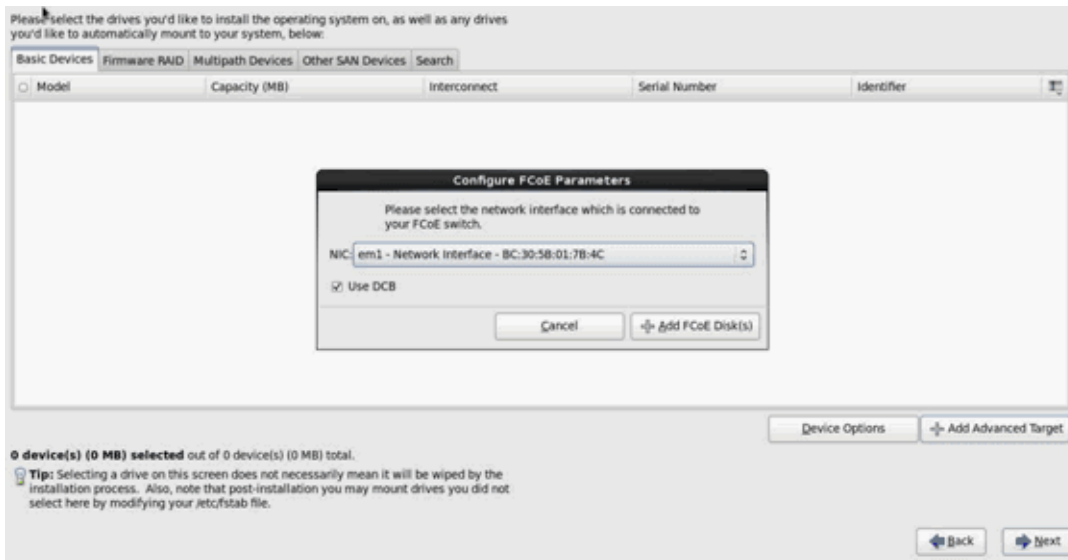 Please select the drives you'd like to install the operating system on, as well as any drives
you'd like to automatically mount to your system, below:
Basic Devices Firmware RAID Multipath Devices Other SAN Devices Search
Model Capacity (MB) Interconnect Serial Number Identifier
Configure FCoE Parameters
Please select the network interface which is connected to
your FCoE switch.
NIC: em1 - Network Interface - BC:30:5B:01:7B:4C
Use DCB
Cancel Add FCoE Disk(s)
Device Options Add Advanced Target
0 device(s) (0 MB) selected out of 0 device(s) (0 MB) total.
Tip: Selecting a drive on this screen does not necessarily mean it will be wiped by the
installation process. Also, note that post-installation you may mount drives you did not
select here by modifying your /etc/fstab file.
Back Next